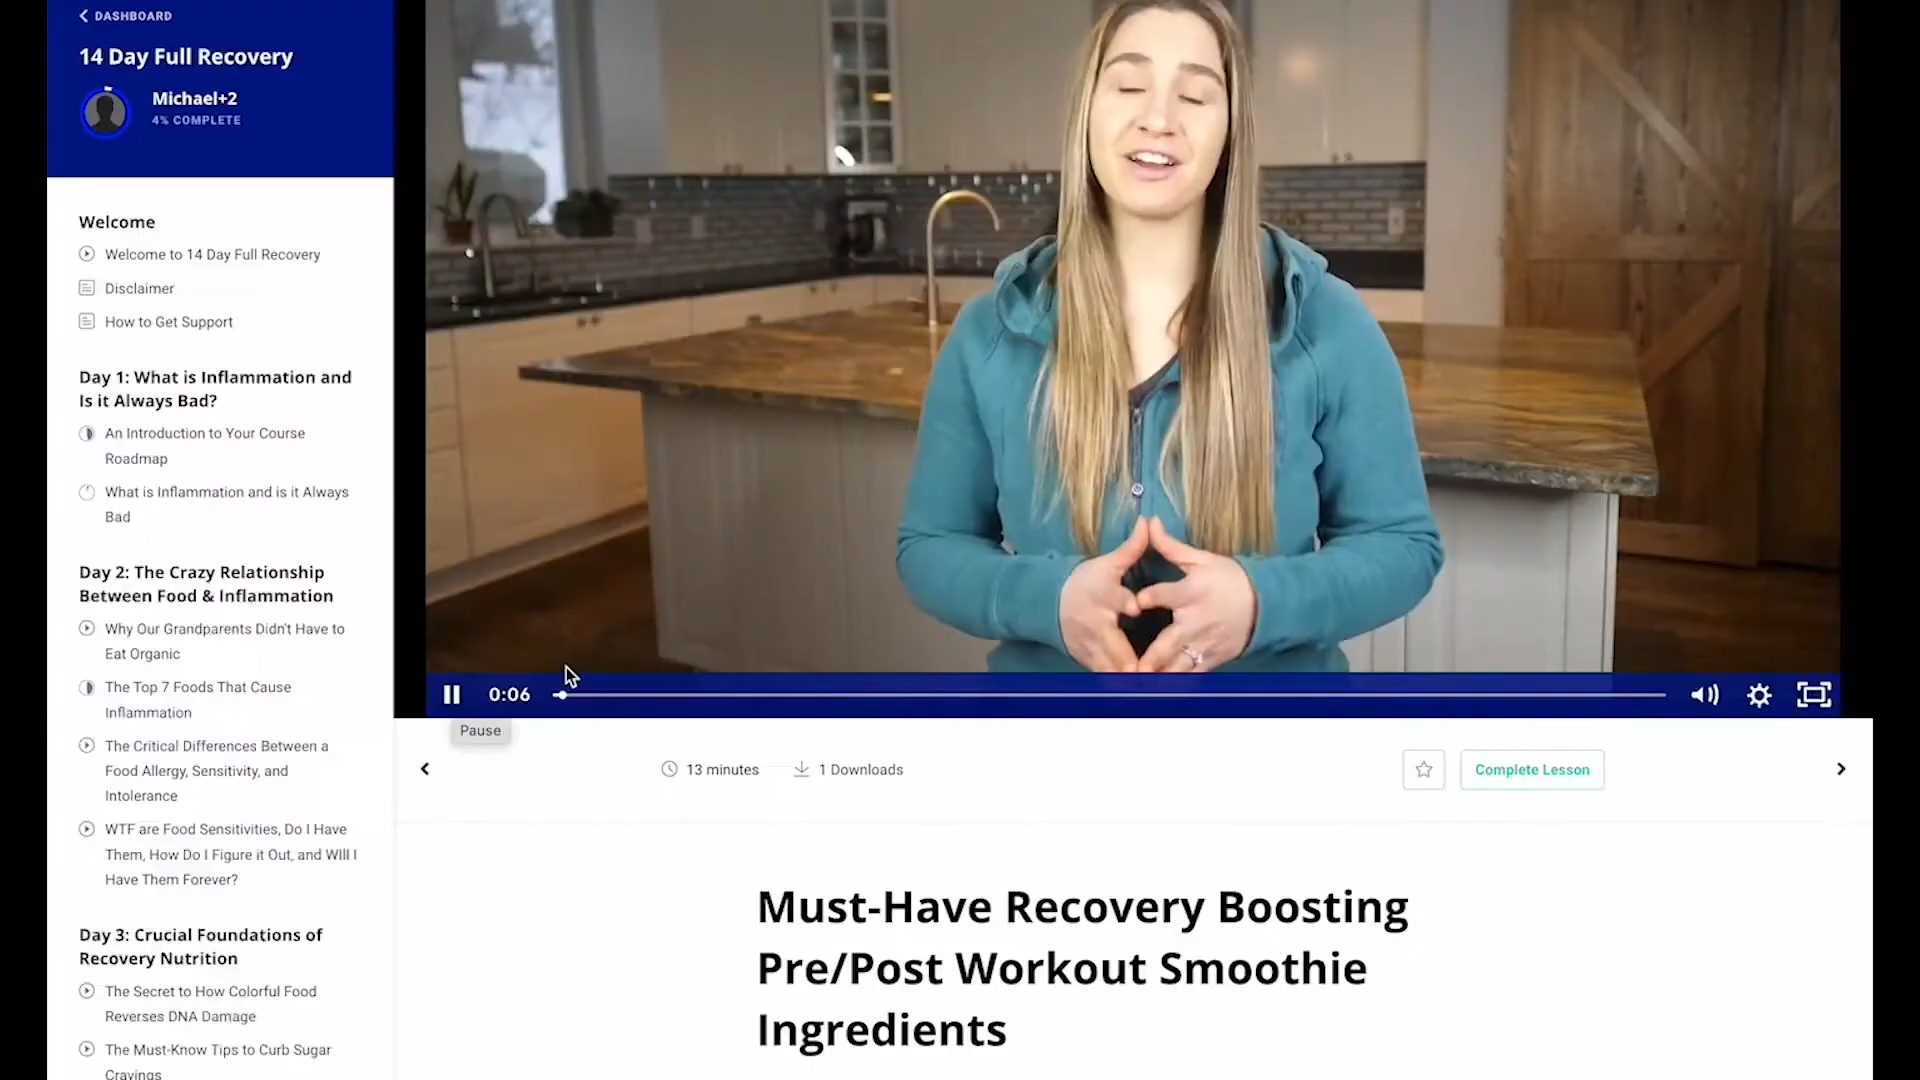 DASHBOARD
14 Day Full Recovery
Michael+2
4% COMPLETE
Welcome
Welcome to 14 Day Full Recovery
Disclaimer
How to Get Support
Day 1: What is Inflammation and
Is it Always Bad?
An Introduction to Your Course
Roadmap
What is Inflammation and is it Always
Bad
Day 2: The Crazy Relationship
Between Food & Inflammation
Why Our Grandparents Didn't Have to
Eat Organic
The Top 7 Foods That Cause
Inflammation
The Critical Differences Between a
Food Allergy, Sensitivity, and
Intolerance
WTF are Food Sensitivities, Do I Have
Them, How Do I Figure it Out, and WIll I
Have Them Forever?
Day 3: Crucial Foundations of
Recovery Nutrition
The Secret to How Colorful Food
Reverses DNA Damage
The Must-Know Tips to Curb Sugar
Cravings
0:06
Pause
13 minutes
1 Downloads
Complete Lesson
Must-Have Recovery Boosting
Pre/Post Workout Smoothie
Ingredients